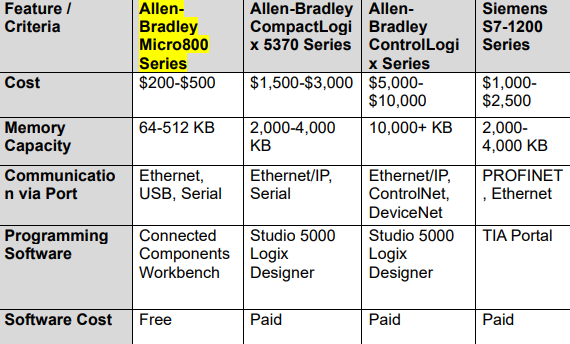 Feature / Criteria | Allen-Bradley Micro800 Series | Allen-Bradley CompactLogi x 5370 Series | Allen-Bradley ControlLogi x Series | Siemens S7-1200 Series
Cost | $200-$500 | $1,500-$3,000 | $5,000-$10,000 | $1,000-$2,500
Memory Capacity | 64-512 KB | 2,000-4,000 KB | 10,000+ KB | 2,000-4,000 KB
Communicatio n via Port | Ethernet, USB, Serial | Ethernet/IP, Serial | Ethernet/IP, ControlNet, DeviceNet | PROFINET , Ethernet
Programming Software | Connected Components Workbench | Studio 5000 Logix Designer | Studio 5000 Logix Designer | TIA Portal
Software Cost | Free | Paid | Paid | Paid